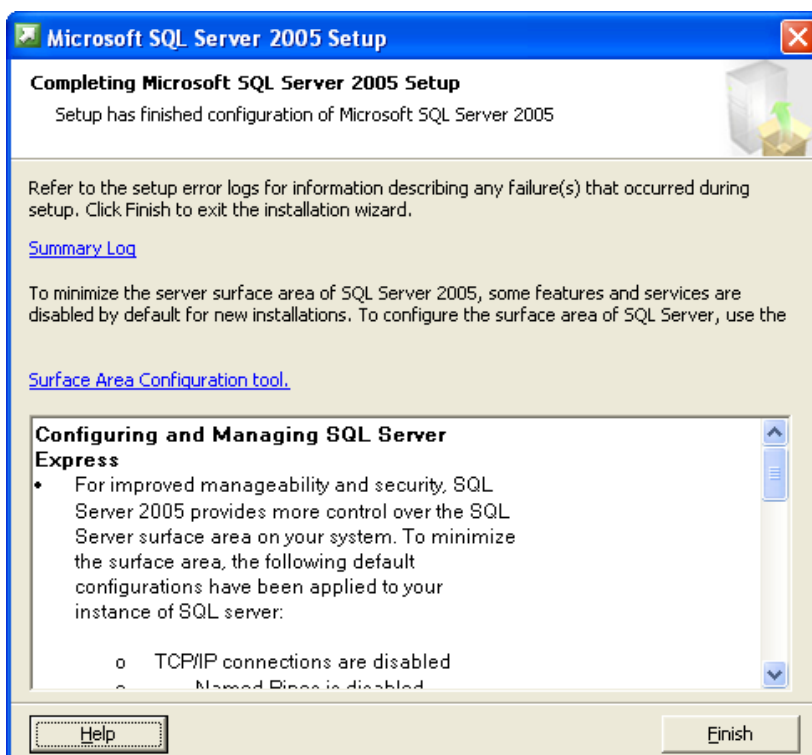 Microsoft SQL Server 2005 Setup
Completing Microsoft SQL Server 2005 Setup
Setup has finished configuration of Microsoft SQL Server 2005
Refer to the setup error logs for information describing any failure(s) that occurred during
setup. Click Finish to exit the installation wizard.
Summary Log
To minimize the server surface area of SQL Server 2005, some features and services are
disabled by default for new installations. To configure the surface area of SQL Server, use the
Surface Area Configuration tool.
Configuring and Managing SQL Server
Express
• For improved manageability and security, SQL
Server 2005 provides more control over the SQL
Server surface area on your system. To minimize
the surface area, the following default
configurations have been applied to your
instance of SQL server:
o TCP/IP connections are disabled
o Named Pipes is disabled
Help
Finish